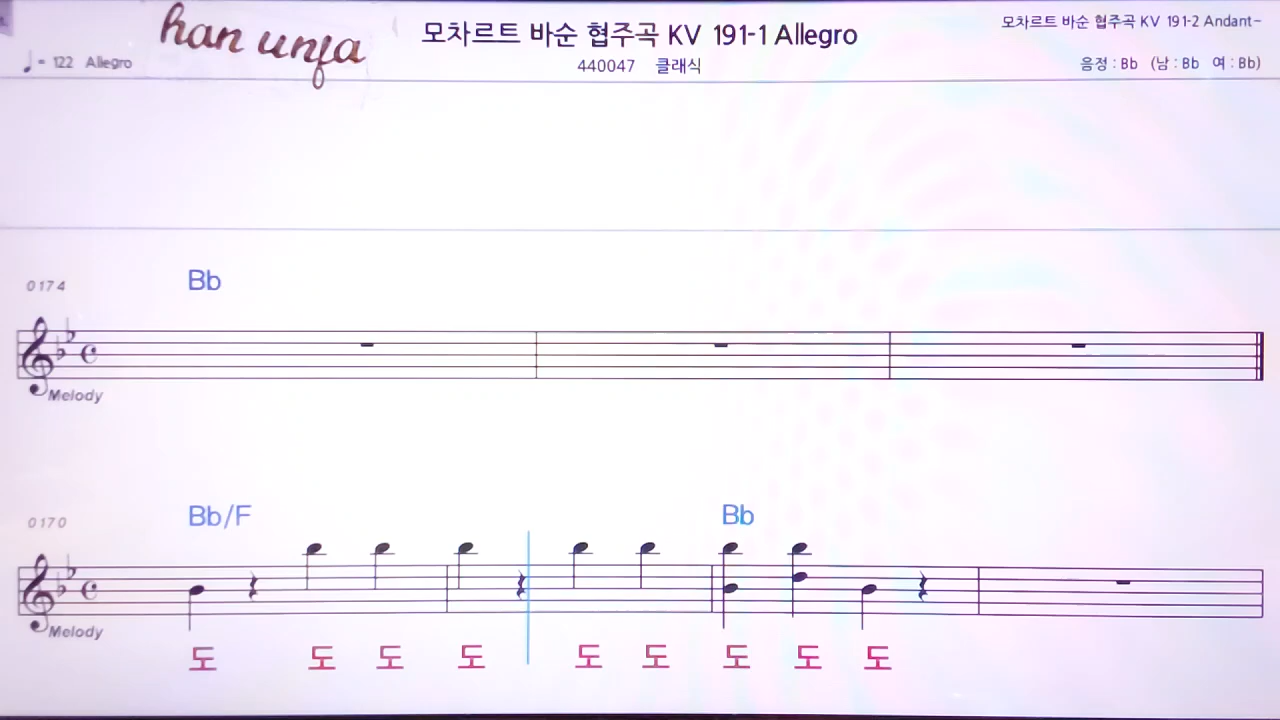 han unja
모차르트 바순 협주곡 KV 191-1 Allegro
모차르트 바순 협주곡 KV 191-2 Andant~
♩= 122 Allegro
440047 클래식
음정 : Bb (남 : Bb 여 : Bb)
0174 Bb
Melody
0170 Bb/F Bb
Melody
도 도 도 도 도 도 도 도 도